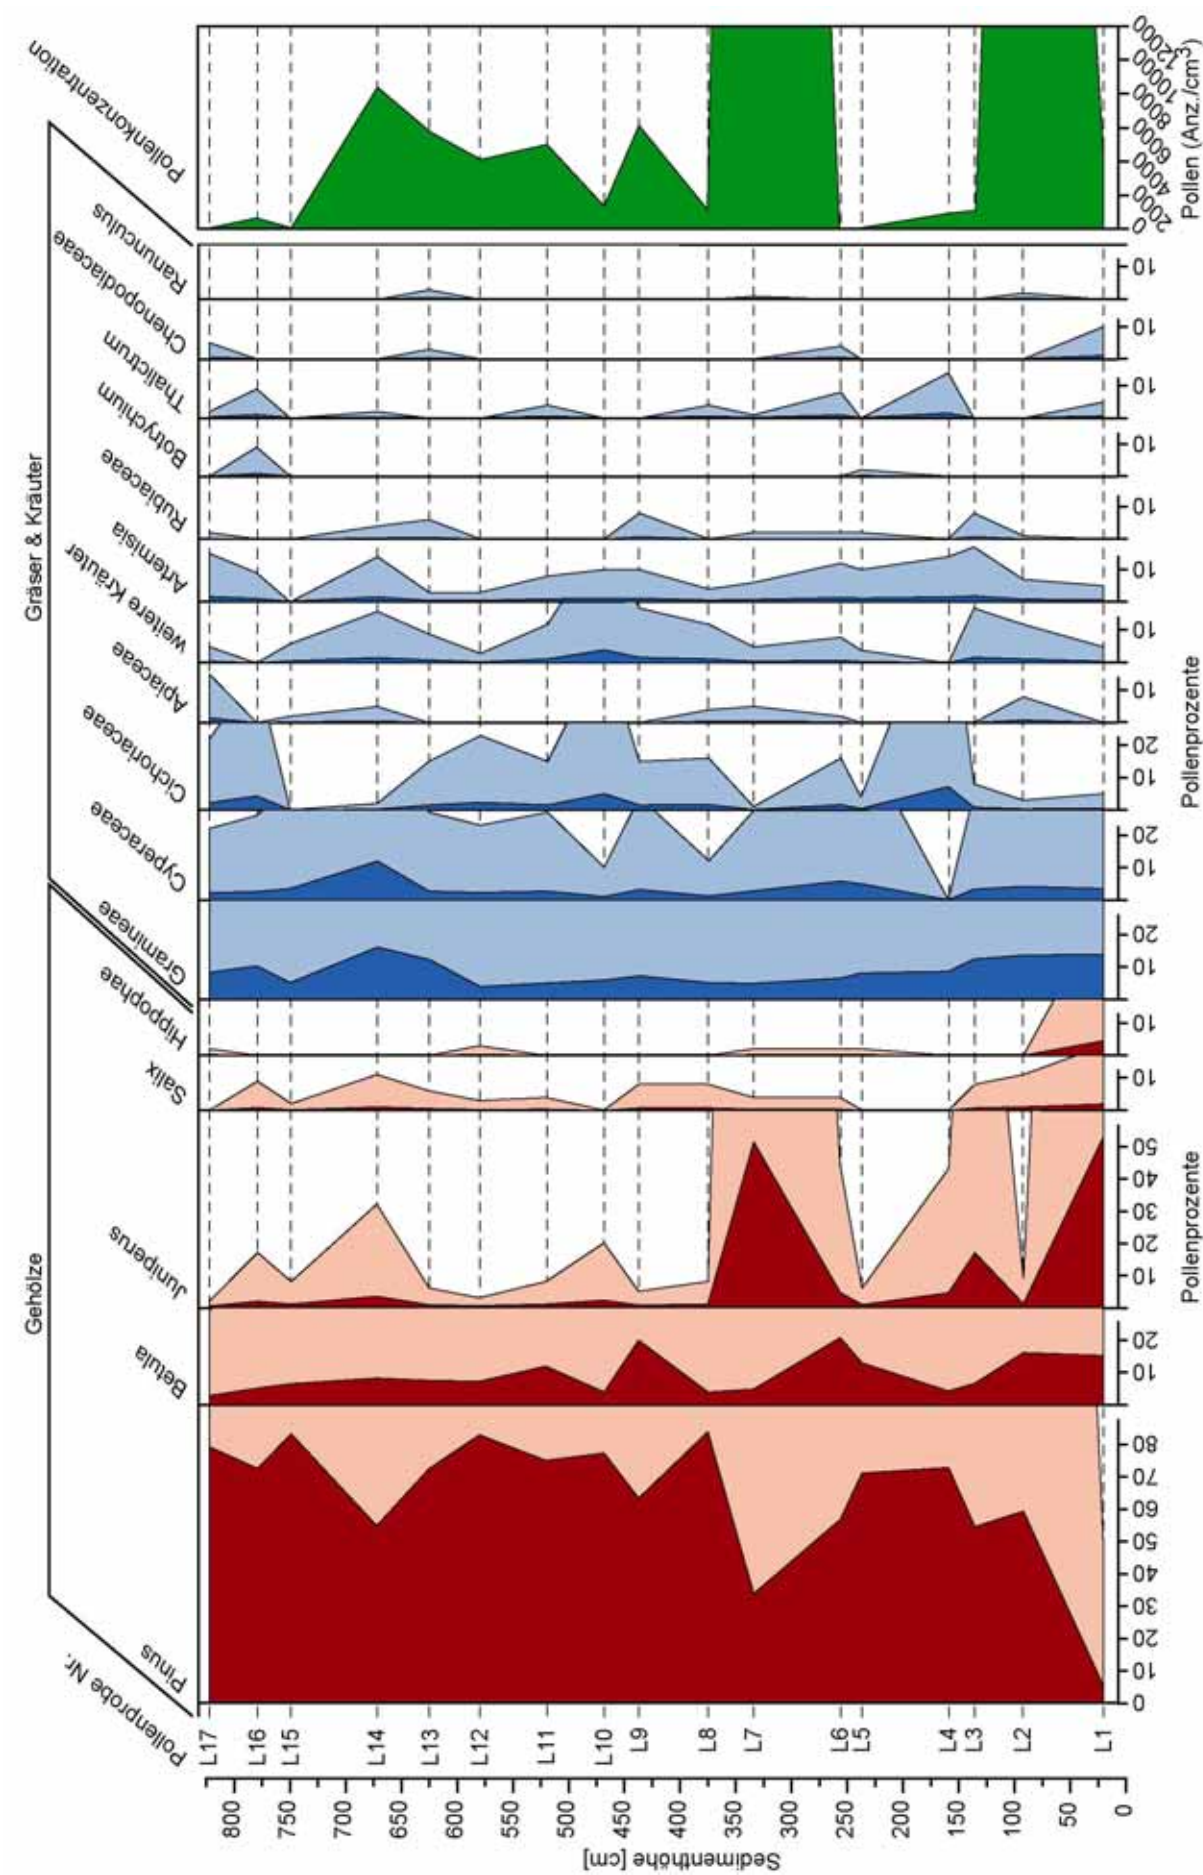 Gehölze
Gräser & Kräuter
Pollenprobe Nr.
Pinus
Betula
Juniperus
Salix
Hippophae
Gramineae
Cyperaceae
Cichoriaceae
Apiaceae
weitere Kräuter
Artemisia
Rubiaceae
Botrychium
Thalictrum
Chenopodiaceae
Ranunculus
Pollenkonzentration
Sedimenthöhe [cm]
800
750
700
650
600
550
500
450
400
350
300
250
200
150
100
50
0
L17
L16
L15
L14
L13
L12
L11
L10
L9
L8
L7
L6
L5
L4
L3
L2
L1
0 10 20 30 40 50 60 70 80
10 20
10 20 30 40 50
10
10
10 20
10 20
10 20
10
10
10
10
10
10
10
10
0 2000 4000 6000 8000 10000 12000
Pollenprozente
Pollenprozente
Pollen (Anz./cm³)